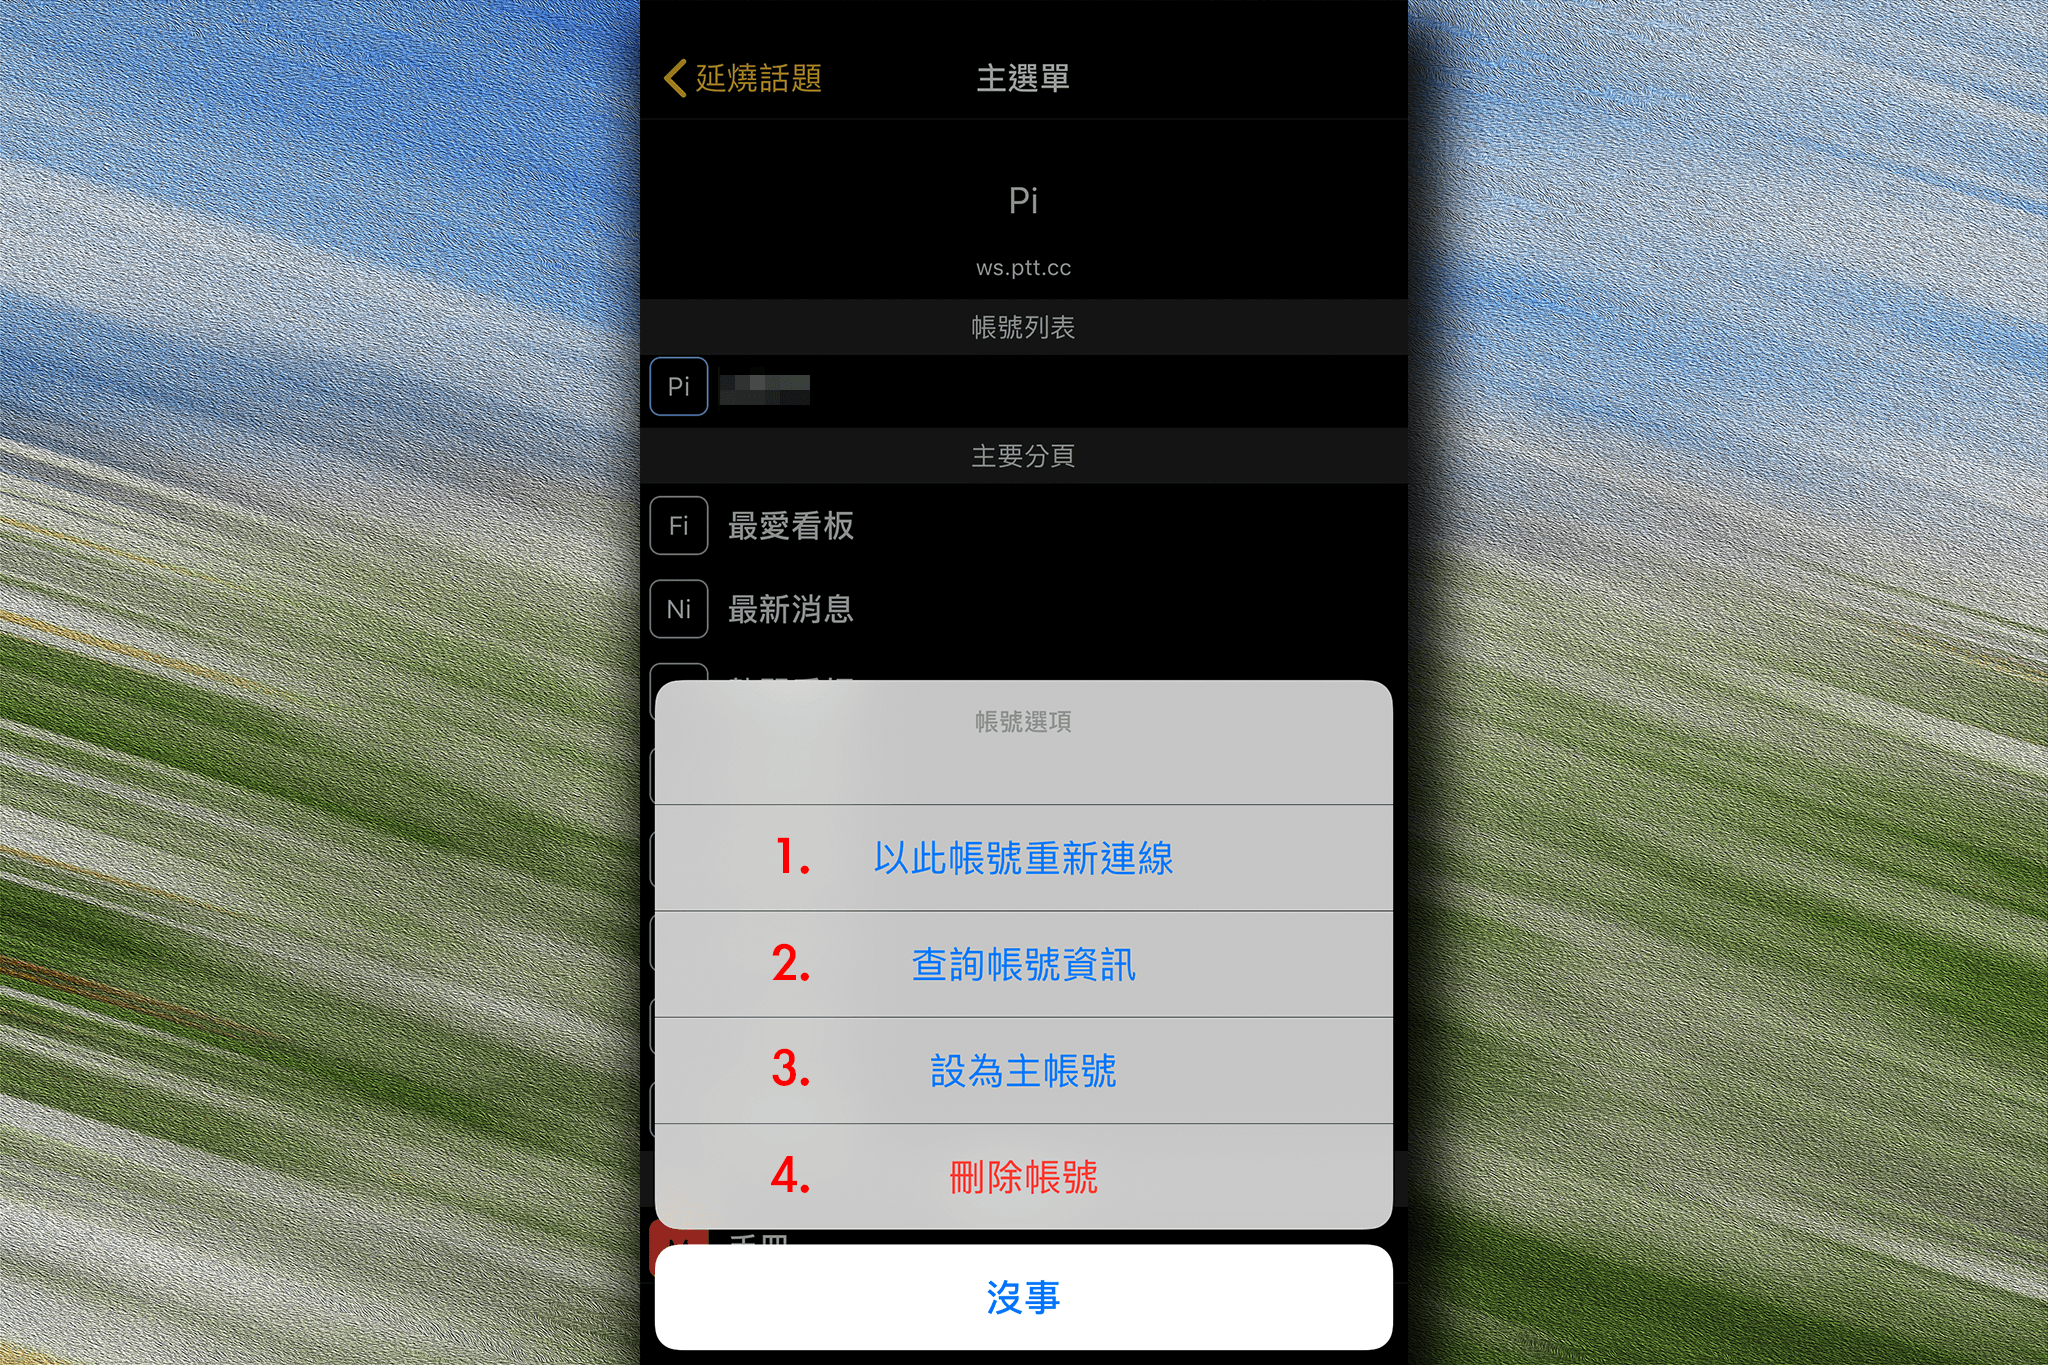 延燒話題
主選單
Pi
ws.ptt.cc
帳號列表
Pi
主要分頁
Fi 最愛看板
Ni 最新消息
帳號選項
1. 以此帳號重新連線
2. 查詢帳號資訊
3. 設為主帳號
4. 刪除帳號
沒事